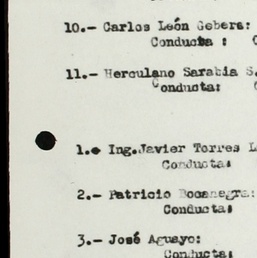 10.- Carlos León Gebera:
Conducta :
11.- Herculano Sarabia S.
Conducta:
1.- Ing.Javier Torres L
Conducta:
2.- Patricio Bocanegra:
Conducta:
3.- José Aguayo:
Conducta: